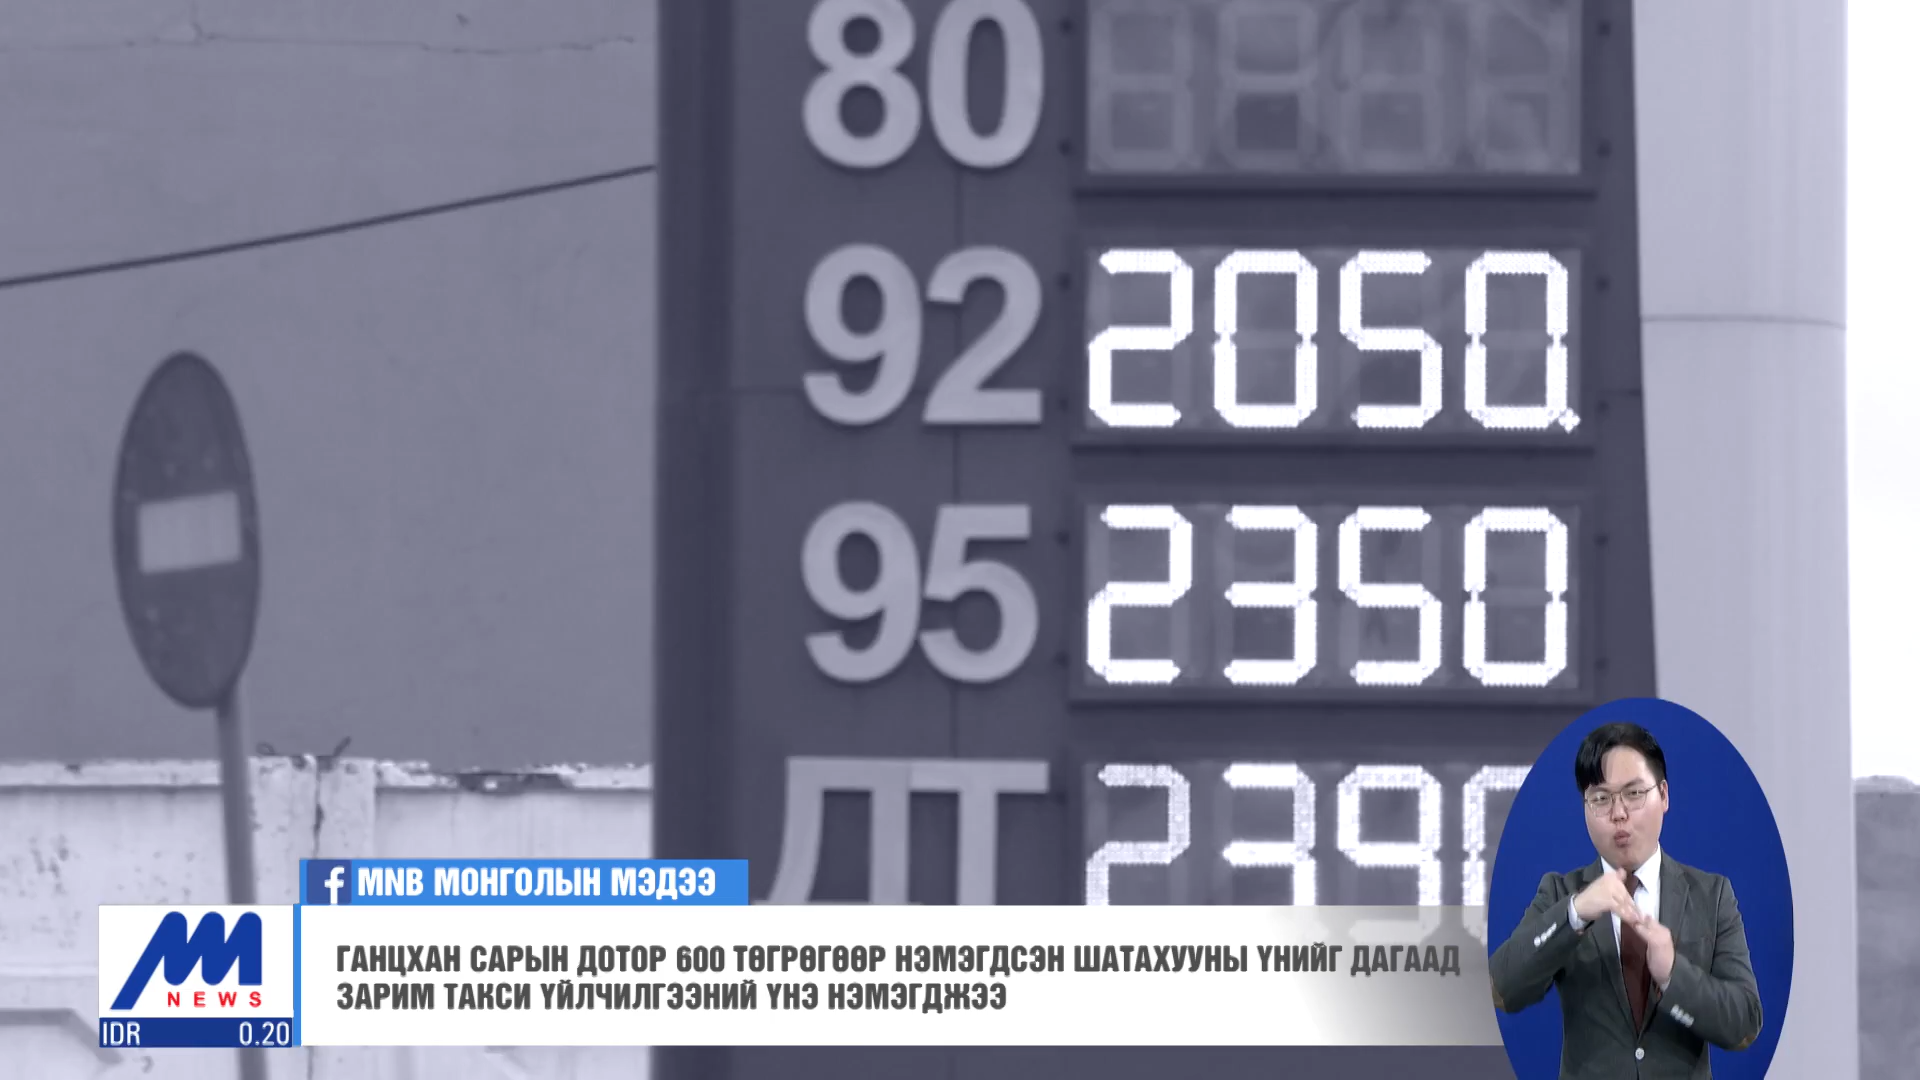 80
92 2050
95 2350
ДТ 2390
MNB МОНГОЛЫН МЭДЭЭ
ГАНЦХАН САРЫН ДОТОР 600 ТӨГРӨГӨӨР НЭМЭГДСЭН ШАТАХУУНЫ ҮНИЙГ ДАГААД
ЗАРИМ ТАКСИ ҮЙЛЧИЛГЭЭНИЙ ҮНЭ НЭМЭГДЖЭЭ
NEWS
IDR 0.20